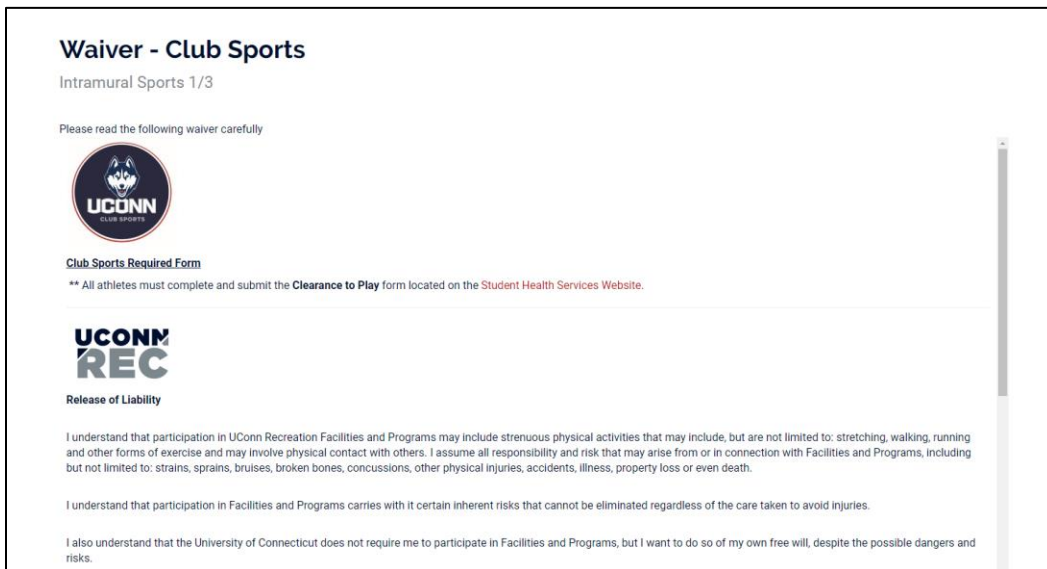 Waiver - Club Sports
Intramural Sports 1/3
Please read the following waiver carefully
UCONN
CLUB SPORTS
Club Sports Required Form
** All athletes must complete and submit the Clearance to Play form located on the Student Health Services Website.
UCONN
REC
Release of Liability
I understand that participation in UConn Recreation Facilities and Programs may include strenuous physical activities that may include, but are not limited to: stretching, walking, running
and other forms of exercise and may involve physical contact with others. I assume all responsibility and risk that may arise from or in connection with Facilities and Programs, including
but not limited to: strains, sprains, bruises, broken bones, concussions, other physical injuries, accidents, illness, property loss or even death.
I understand that participation in Facilities and Programs carries with it certain inherent risks that cannot be eliminated regardless of the care taken to avoid injuries.
I also understand that the University of Connecticut does not require me to participate in Facilities and Programs, but I want to do so of my own free will, despite the possible dangers and
risks.